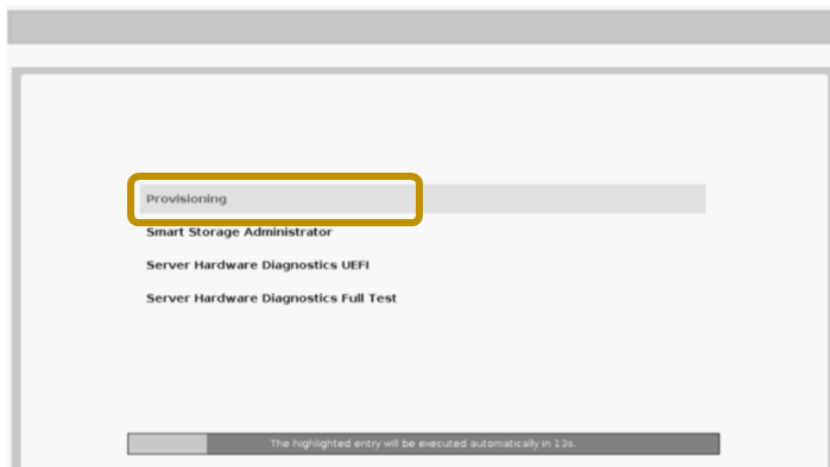 Provisioning
Smart Storage Administrator
Server Hardware Diagnostics UEFI
Server Hardware Diagnostics Full Test
The highlighted entry will be executed automatically in 13s.